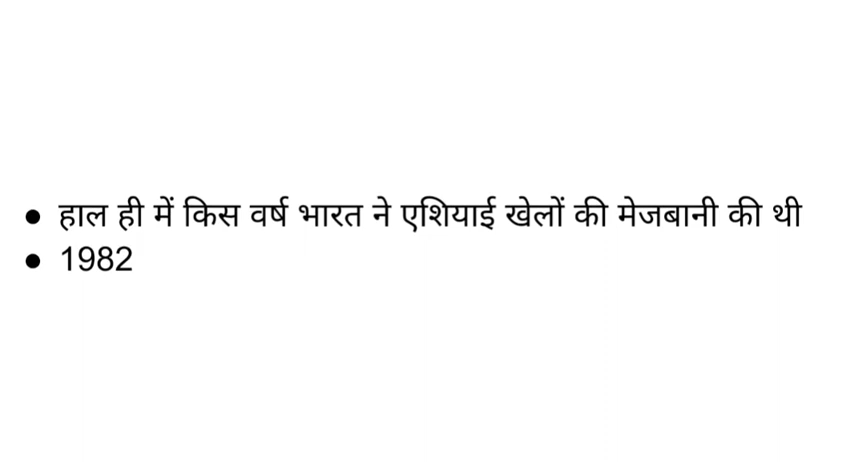 ● हाल ही में किस वर्ष भारत ने एशियाई खेलों की मेजबानी की थी
● 1982